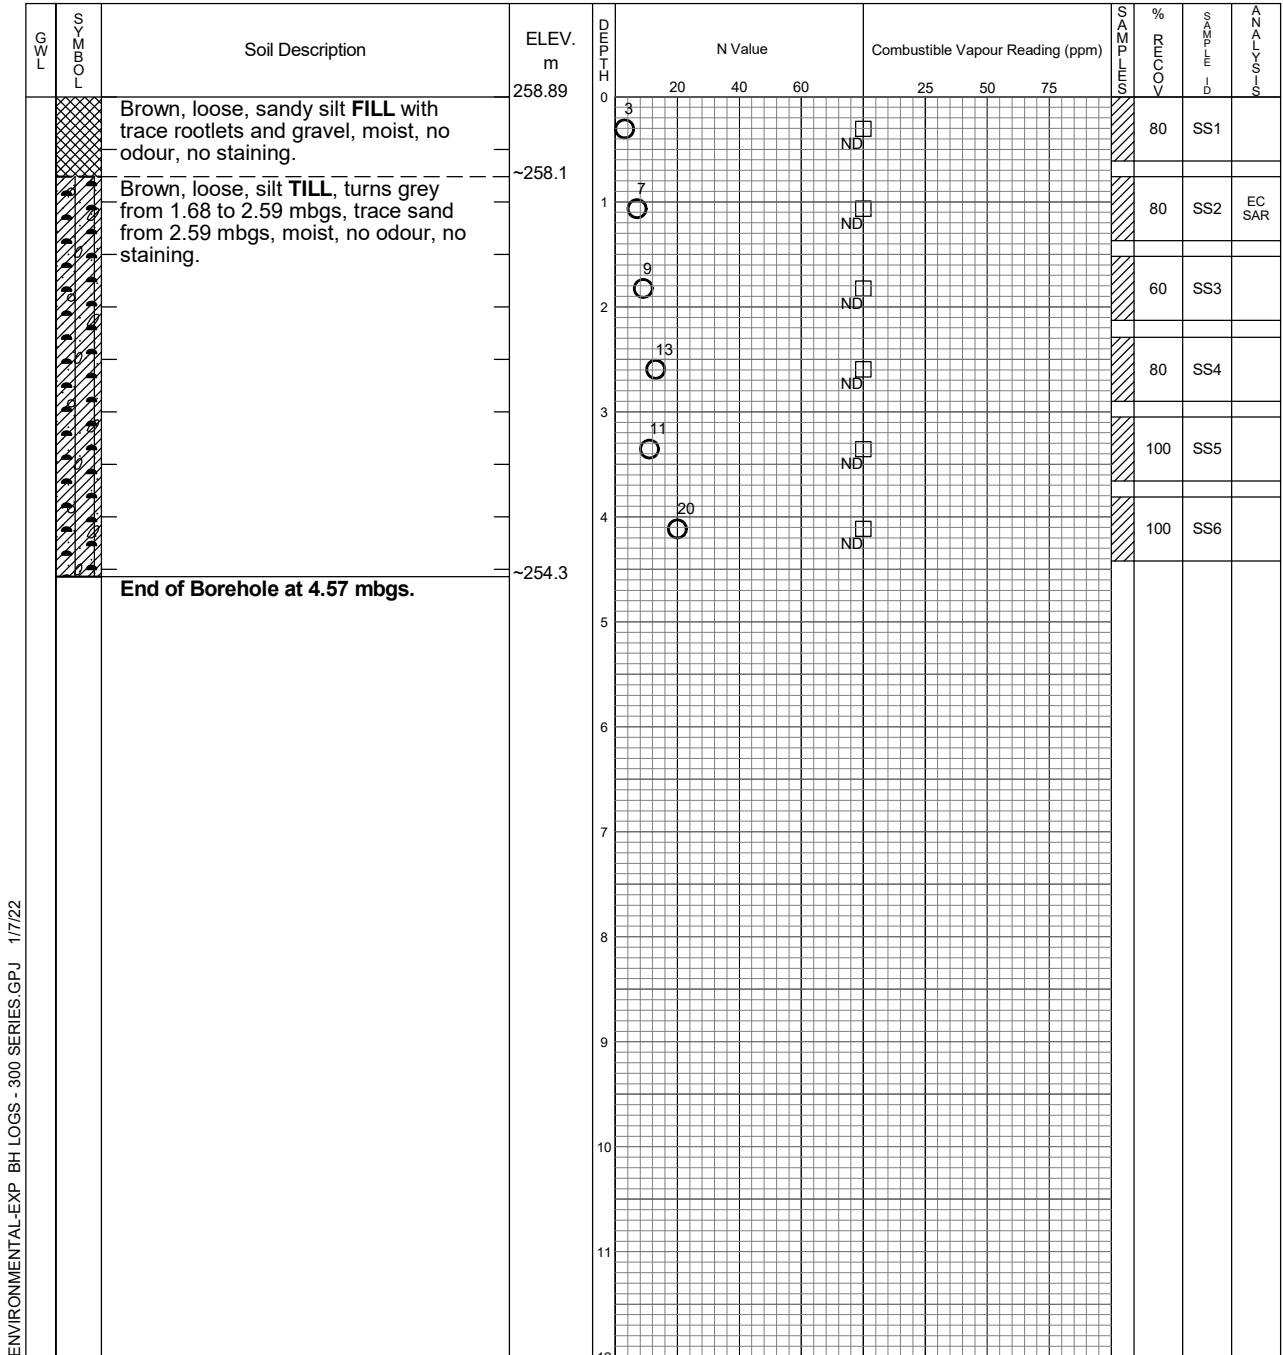 GWL
SYMBOL
Soil Description
ELEV.
m
258.89
DEPTH
N Value
20 40 60
Combustible Vapour Reading (ppm)
25 50 75
SAMPLES
% RECOV
SAMPLE ID
ANALYSIS
0
Brown, loose, sandy silt FILL with
trace rootlets and gravel, moist, no
odour, no staining.
3
ND
80 SS1
~258.1
Brown, loose, silt TILL, turns grey
from 1.68 to 2.59 mbgs, trace sand
from 2.59 mbgs, moist, no odour, no
staining.
1
7
ND
80 SS2 EC
SAR
9
ND
60 SS3
2
13
ND
80 SS4
3
11
ND
100 SS5
4
20
ND
100 SS6
~254.3
End of Borehole at 4.57 mbgs.
5
6
7
8
9
10
11
ENVIRONMENTAL-EXP BH LOGS - 300 SERIES.GPJ 1/7/22